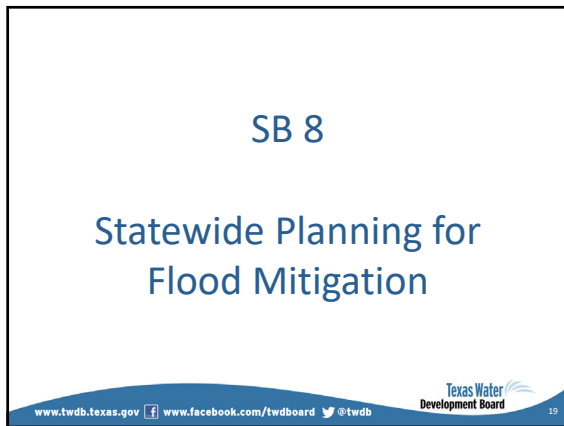 SB 8
Statewide Planning for
Flood Mitigation
www.twdb.texas.gov www.facebook.com/twdboard @twdb
Texas Water
Development Board
19